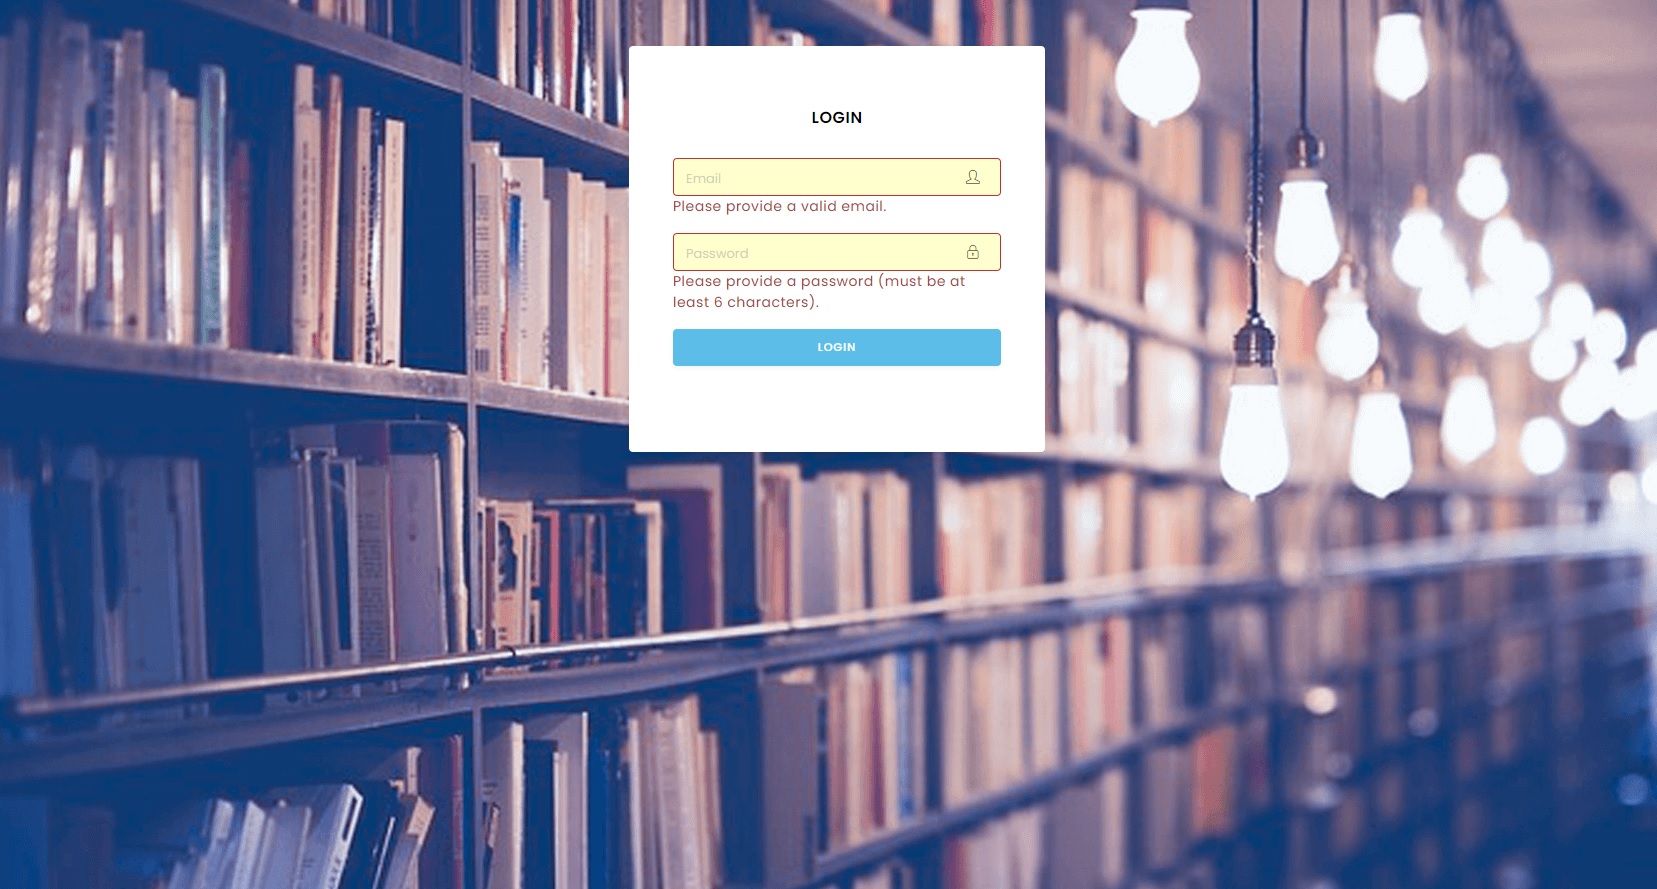 LOGIN
Email
Please provide a valid email.
Password
Please provide a password (must be at
least 6 characters).
LOGIN